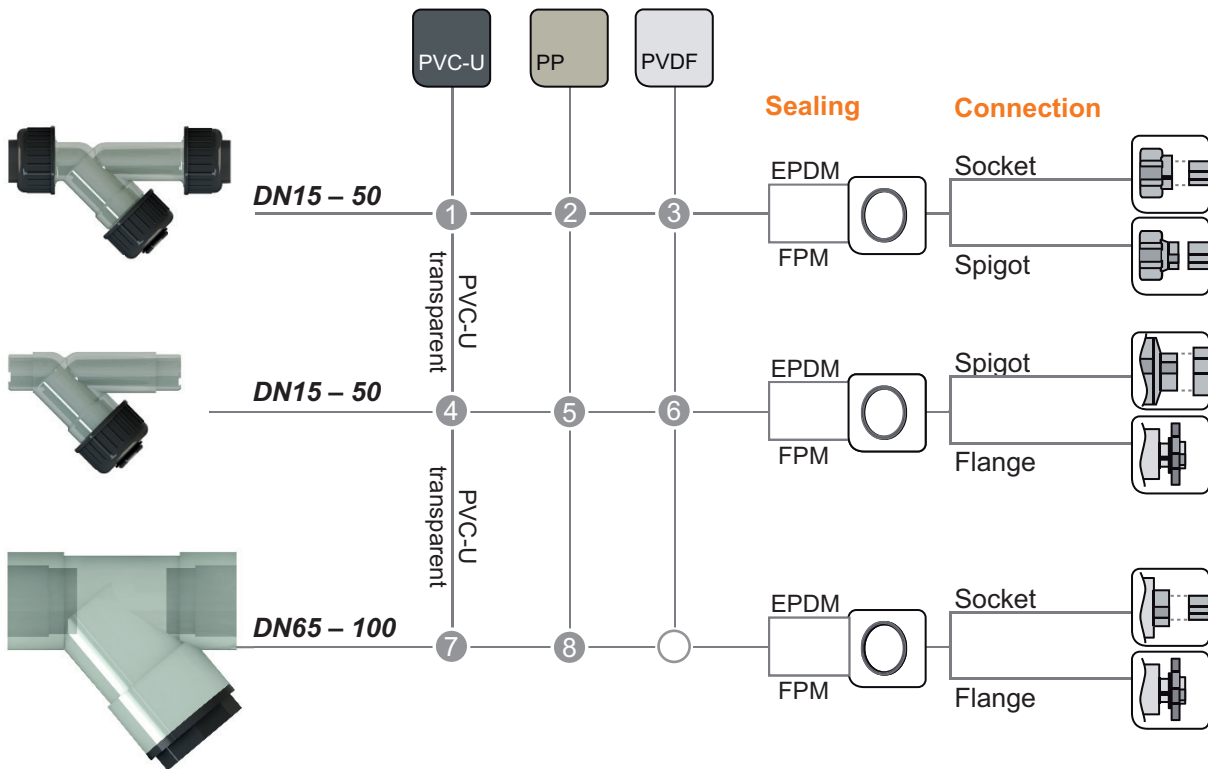 PVC-U
PP
PVDF
Sealing
Connection
DN15 – 50
1
2
3
EPDM
FPM
Socket
Spigot
PVC-U
transparent
DN15 – 50
4
5
6
EPDM
FPM
Spigot
Flange
PVC-U
transparent
DN65 – 100
7
8
EPDM
FPM
Socket
Flange